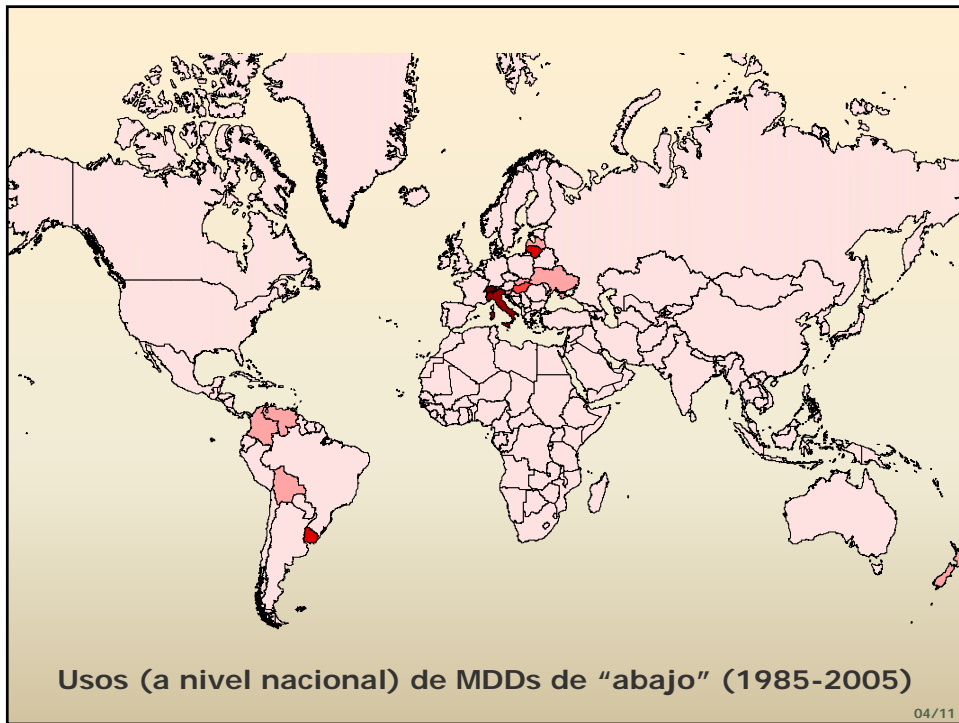 Usos (a nivel nacional) de MDDs de “abajo” (1985-2005)
04/11